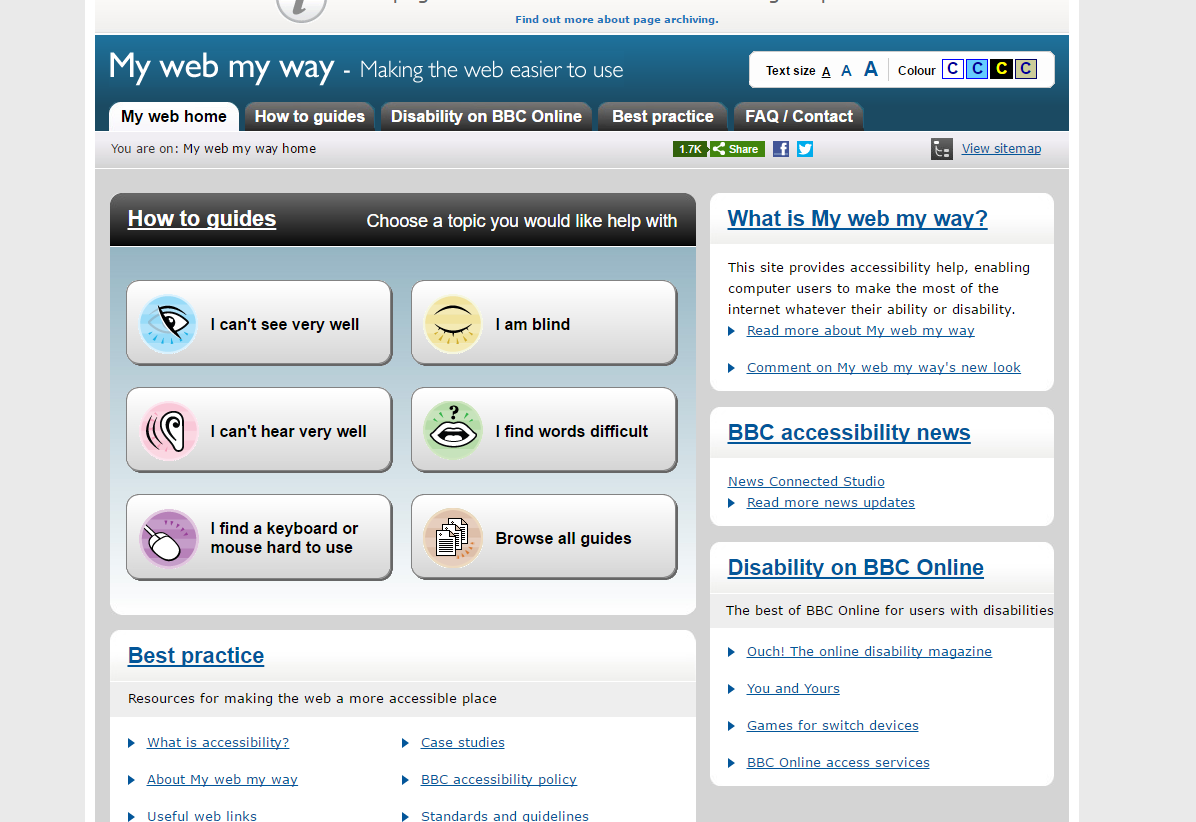 Find out more about page archiving.
My web my way - Making the web easier to use
Text size A A A
Colour C C C C
My web home
How to guides
Disability on BBC Online
Best practice
FAQ / Contact
You are on: My web my way home
1.7K
Share
View sitemap
How to guides
Choose a topic you would like help with
I can't see very well
I am blind
I can't hear very well
I find words difficult
I find a keyboard or
mouse hard to use
Browse all guides
Best practice
Resources for making the web a more accessible place
What is accessibility?
Case studies
About My web my way
BBC accessibility policy
Useful web links
Standards and guidelines
What is My web my way?
This site provides accessibility help, enabling
computer users to make the most of the
internet whatever their ability or disability.
Read more about My web my way
Comment on My web my way's new look
BBC accessibility news
News Connected Studio
Read more news updates
Disability on BBC Online
The best of BBC Online for users with disabilities
Ouch! The online disability magazine
You and Yours
Games for switch devices
BBC Online access services